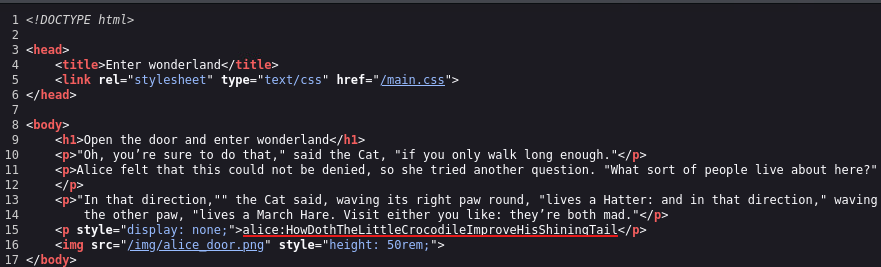 1 <!DOCTYPE html>
2
3 <head>
4     <title>Enter wonderland</title>
5     <link rel="stylesheet" type="text/css" href="/main.css">
6 </head>
7
8 <body>
9     <h1>Open the door and enter wonderland</h1>
10     <p>"Oh, you’re sure to do that," said the Cat, "if you only walk long enough."</p>
11     <p>Alice felt that this could not be denied, so she tried another question. "What sort of people live about here?"
12     </p>
13     <p>"In that direction,"" the Cat said, waving its right paw round, "lives a Hatter: and in that direction," waving
14         the other paw, "lives a March Hare. Visit either you like: they’re both mad."</p>
15     <p style="display: none;">alice:HowDothTheLittleCrocodileImproveHisShiningTail</p>
16     <img src="/img/alice_door.png" style="height: 50rem;">
17 </body>